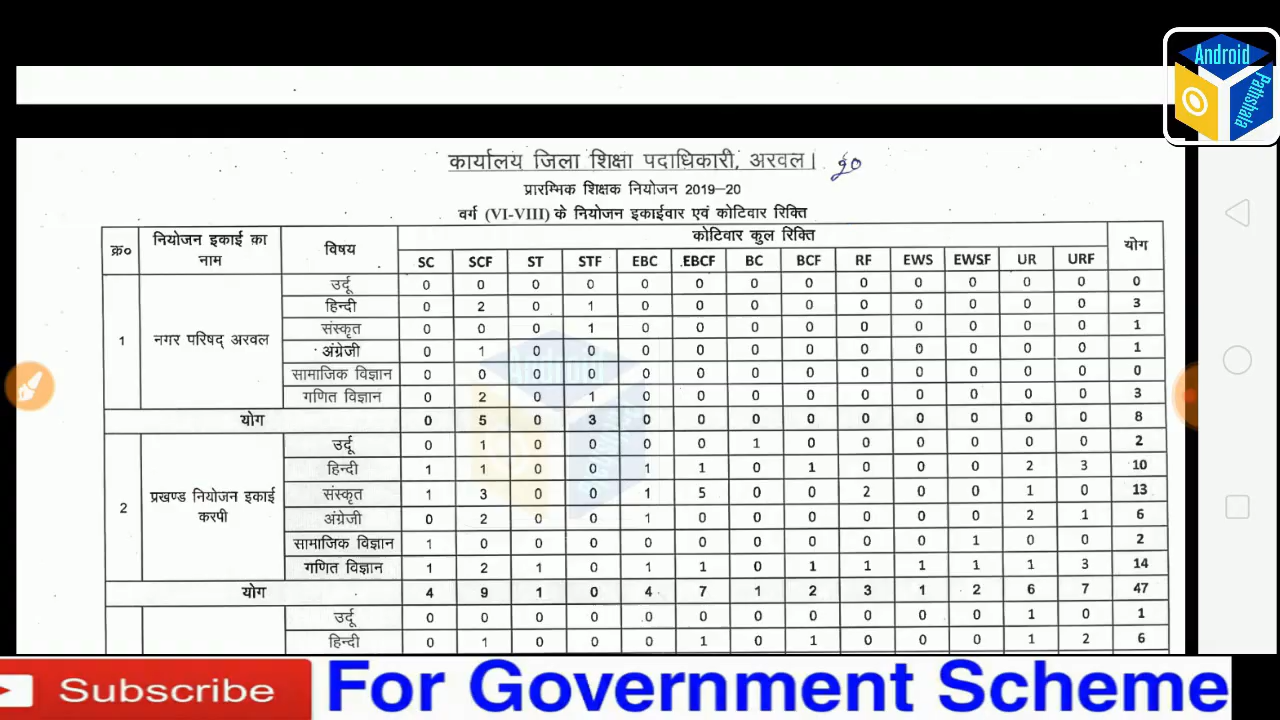 Android
Pathshala
कार्यालय जिला शिक्षा पदाधिकारी, अरवल।
प्रारम्भिक शिक्षक नियोजन 2019–20
वर्ग (VI-VIII) के नियोजन इकाईवार एवं कोटिवार रिक्ति
क्र० नियोजन इकाई का नाम विषय कोटिवार कुल रिक्ति योग
SC SCF ST STF EBC EBCF BC BCF RF EWS EWSF UR URF
उर्दू 0 0 0 0 0 0 0 0 0 0 0 0 0 0
हिन्दी 0 2 0 1 0 0 0 0 0 0 0 0 0 3
संस्कृत 0 0 0 1 0 0 0 0 0 0 0 0 0 1
1 नगर परिषद् अरवल अंग्रेजी 0 1 0 0 0 0 0 0 0 0 0 0 0 1
सामाजिक विज्ञान 0 0 0 0 0 0 0 0 0 0 0 0 0 0
गणित विज्ञान 0 2 0 1 0 0 0 0 0 0 0 0 0 3
योग 0 5 0 3 0 0 0 0 0 0 0 0 0 8
उर्दू 0 1 0 0 0 0 1 0 0 0 0 0 0 2
हिन्दी 1 1 0 0 1 1 0 1 0 0 0 2 3 10
2 प्रखण्ड नियोजन इकाई करपी संस्कृत 1 3 0 0 1 5 0 0 2 0 0 1 0 13
अंग्रेजी 0 2 0 0 1 0 0 0 0 0 0 2 1 6
सामाजिक विज्ञान 1 0 0 0 0 0 0 0 0 0 1 0 0 2
गणित विज्ञान 1 2 1 0 1 1 0 1 1 1 1 1 3 14
योग 4 9 1 0 4 7 1 2 3 1 2 6 7 47
उर्दू 0 0 0 0 0 0 0 0 0 0 0 1 0 1
हिन्दी 0 1 0 0 0 1 0 1 0 0 0 1 2 6
Subscribe For Government Scheme